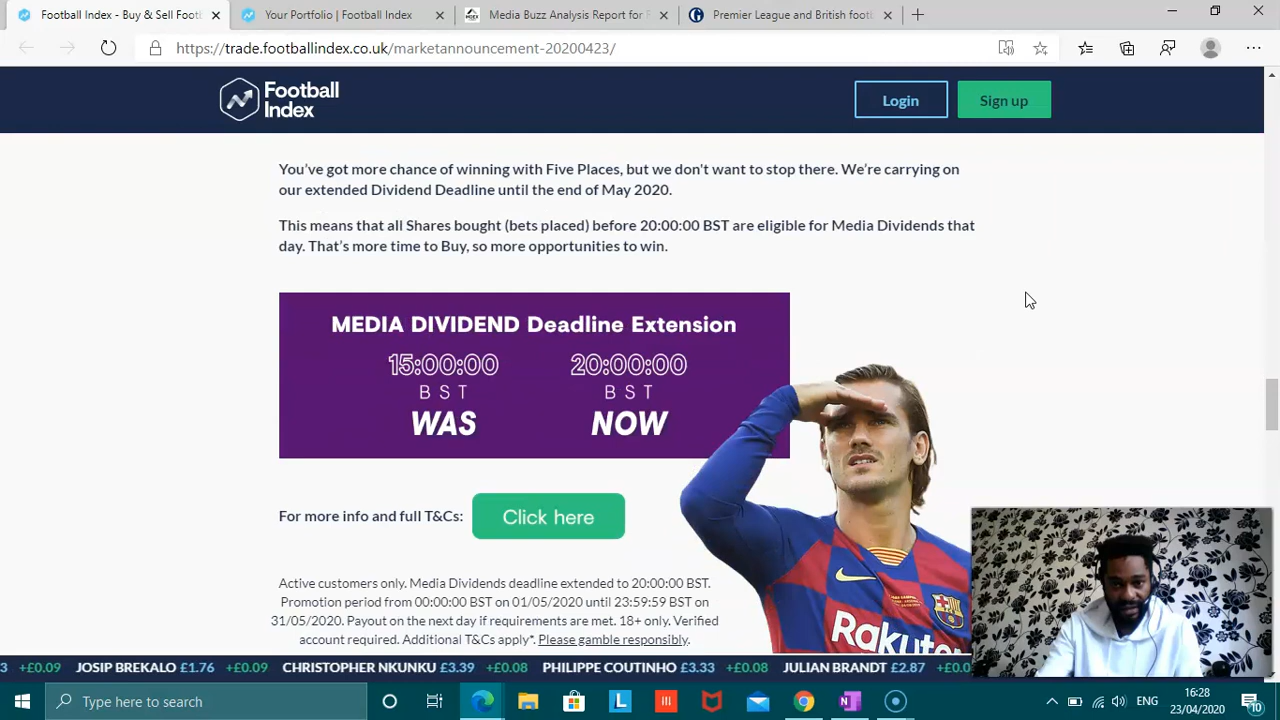 Football Index - Buy & Sell Footb
Your Portfolio | Football Index
Media Buzz Analysis Report for F
Premier League and British footb
https://trade.footballindex.co.uk/marketannouncement-20200423/
Football
Index
Login
Sign up
You've got more chance of winning with Five Places, but we don't want to stop there. We're carrying on
our extended Dividend Deadline until the end of May 2020.
This means that all Shares bought (bets placed) before 20:00:00 BST are eligible for Media Dividends that
day. That's more time to Buy, so more opportunities to win.
MEDIA DIVIDEND Deadline Extension
15:00:00 20:00:00
BST BST
WAS NOW
For more info and full T&Cs: Click here
Active customers only. Media Dividends deadline extended to 20:00:00 BST.
Promotion period from 00:00:00 BST on 01/05/2020 until 23:59:59 BST on
31/05/2020. Payout on the next day if requirements are met. 18+ only. Verified
account required. Additional T&Cs apply*. Please gamble responsibly.
Rakuten
3 +£0.09 JOSIP BREKALO £1.76 +£0.09 CHRISTOPHER NKUNKU £3.39 +£0.08 PHILIPPE COUTINHO £3.33 +£0.08 JULIAN BRANDT £2.87 +£0.0
Type here to search
L
ENG
16:28
23/04/2020
10